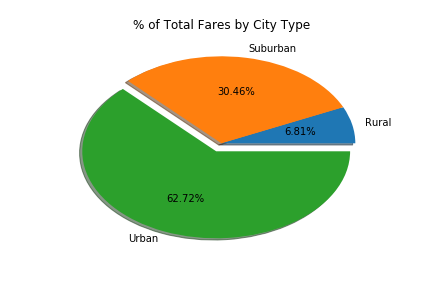 % of Total Fares by City Type
Suburban
30.46%
Rural
6.81%
62.72%
Urban